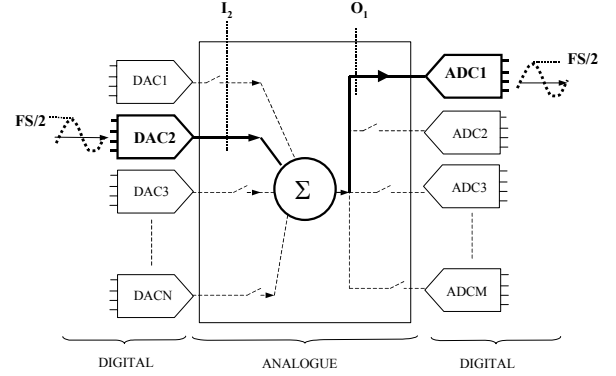 I2 O1
DAC1 ADC1 FS/2
FS/2 DAC2 ADC2
DAC3 Σ ADC3
DACN ADCM
DIGITAL ANALOGUE DIGITAL